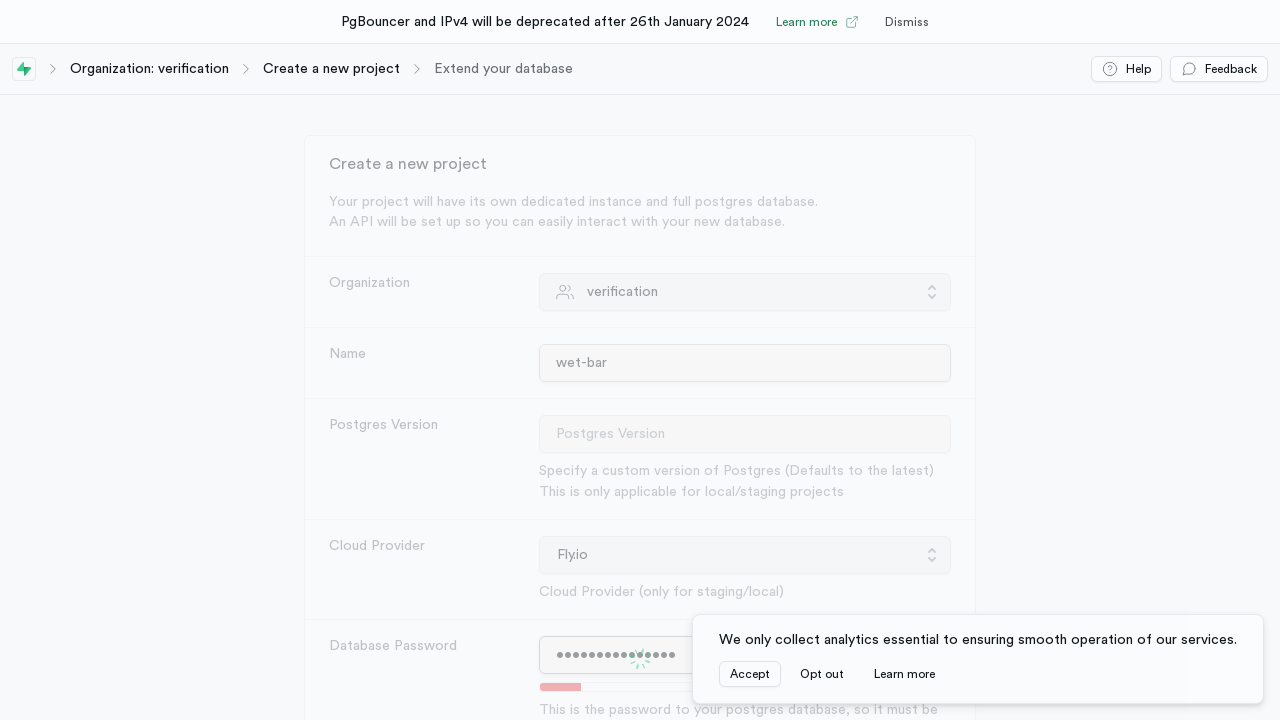 PgBouncer and IPv4 will be deprecated after 26th January 2024 Learn more Dismiss
Organization: verification Create a new project Extend your database Help Feedback
Create a new project
Your project will have its own dedicated instance and full postgres database.
An API will be set up so you can easily interact with your new database.
Organization verification
Name wet-bar
Postgres Version Postgres Version
Specify a custom version of Postgres (Defaults to the latest)
This is only applicable for local/staging projects
Cloud Provider Fly.io
Cloud Provider (only for staging/local)
Database Password
This is the password to your postgres database, so it must be
We only collect analytics essential to ensuring smooth operation of our services.
Accept Opt out Learn more